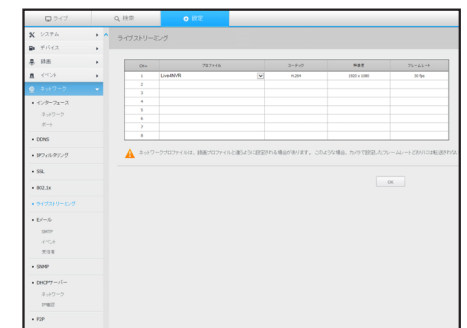 ライブ
検索
設定
システム
デバイス
録画
イベント
ネットワーク
インターフェース
ネットワーク
ポート
DDNS
IPフィルタリング
SSL
802.1x
ライブストリーミング
Eメール
SMTP
イベント
受信者
SNMP
DHCPサーバー
ネットワーク
IP確認
P2P
ライブストリーミング
CH プロファイル コーデック 解像度 フレームレート
1 Live4NVR H.264 1920 x 1080 30 fps
2
3
4
5
6
7
8
ネットワークプロファイルは、録画プロファイルと違うように設定される場合があります。 このような場合、カメラで設定したフレームレートどおりには転送されない
OK